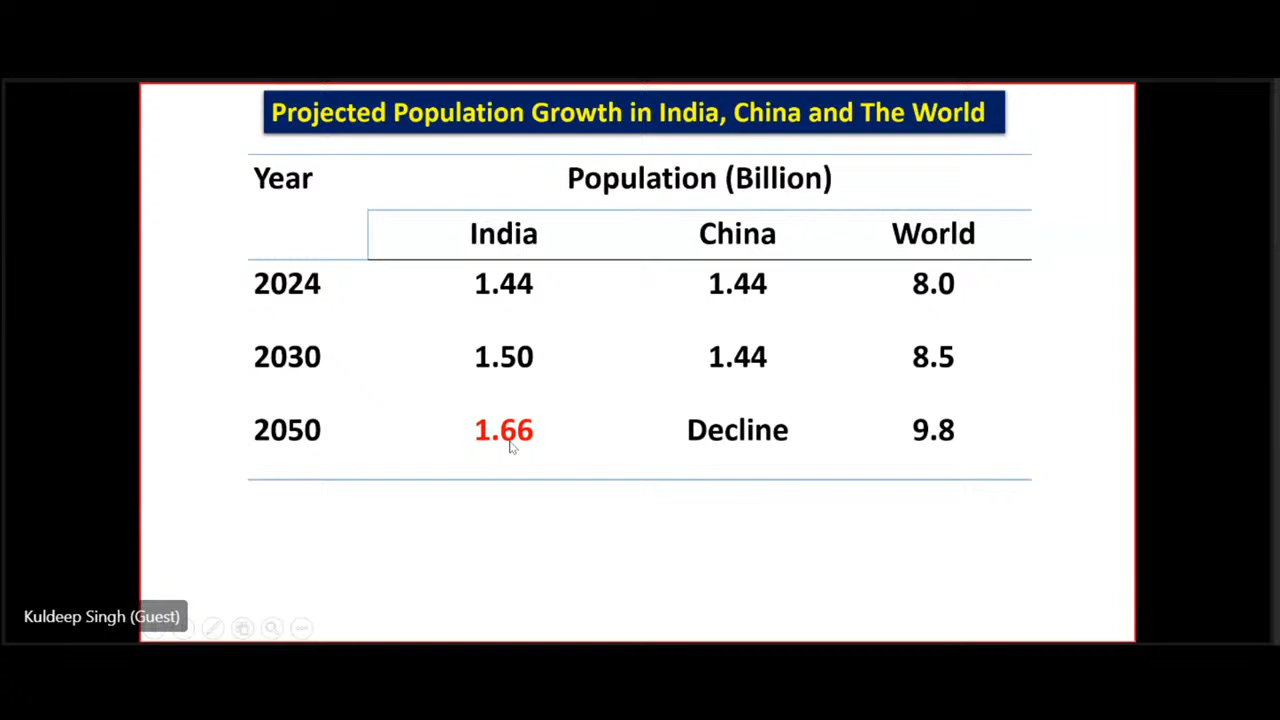 Projected Population Growth in India, China and The World
Year Population (Billion)
India China World
2024 1.44 1.44 8.0
2030 1.50 1.44 8.5
2050 1.66 Decline 9.8
Kuldeep Singh (Guest)